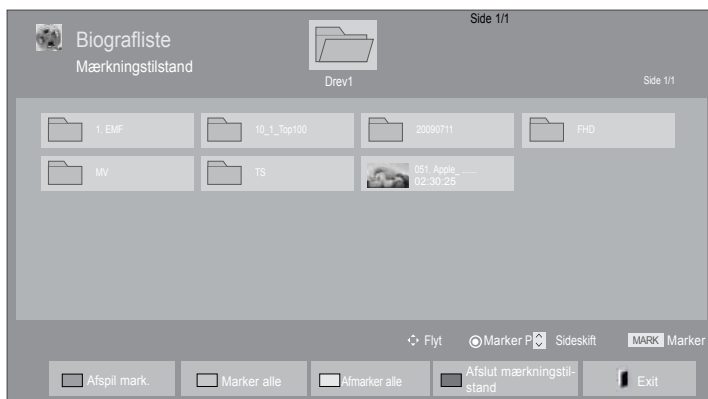 Side 1/1
Biografliste
Mærkningstilstand
Drev1
Side 1/1
1. EMF
10_1_Top100
20090711
FHD
MV
TS
051. Apple_ ......
02:30:25
Flyt Marker P Sideskift MARK Marker
Afspil mark.
Marker alle
Afmarker alle
Afslut mærkningstil-
stand
Exit